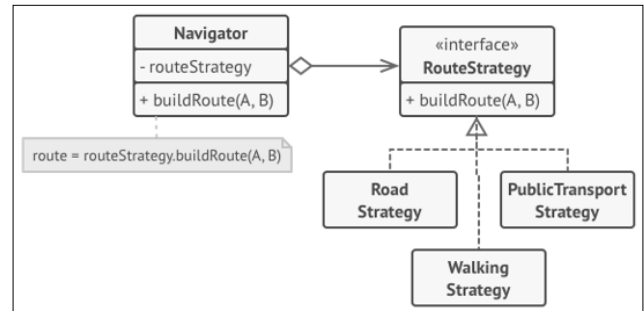 Navigator
- routeStrategy
+ buildRoute(A, B)
route = routeStrategy.buildRoute(A, B)
«interface»
RouteStrategy
+ buildRoute(A, B)
Road
Strategy
PublicTransport
Strategy
Walking
Strategy